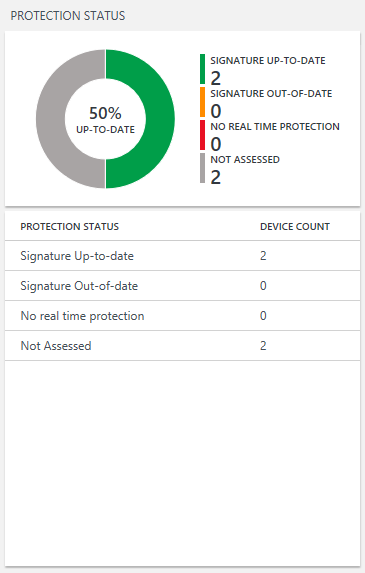 PROTECTION STATUS
50%
UP-TO-DATE
SIGNATURE UP-TO-DATE
2
SIGNATURE OUT-OF-DATE
0
NO REAL TIME PROTECTION
0
NOT ASSESSED
2
PROTECTION STATUS DEVICE COUNT
Signature Up-to-date 2
Signature Out-of-date 0
No real time protection 0
Not Assessed 2